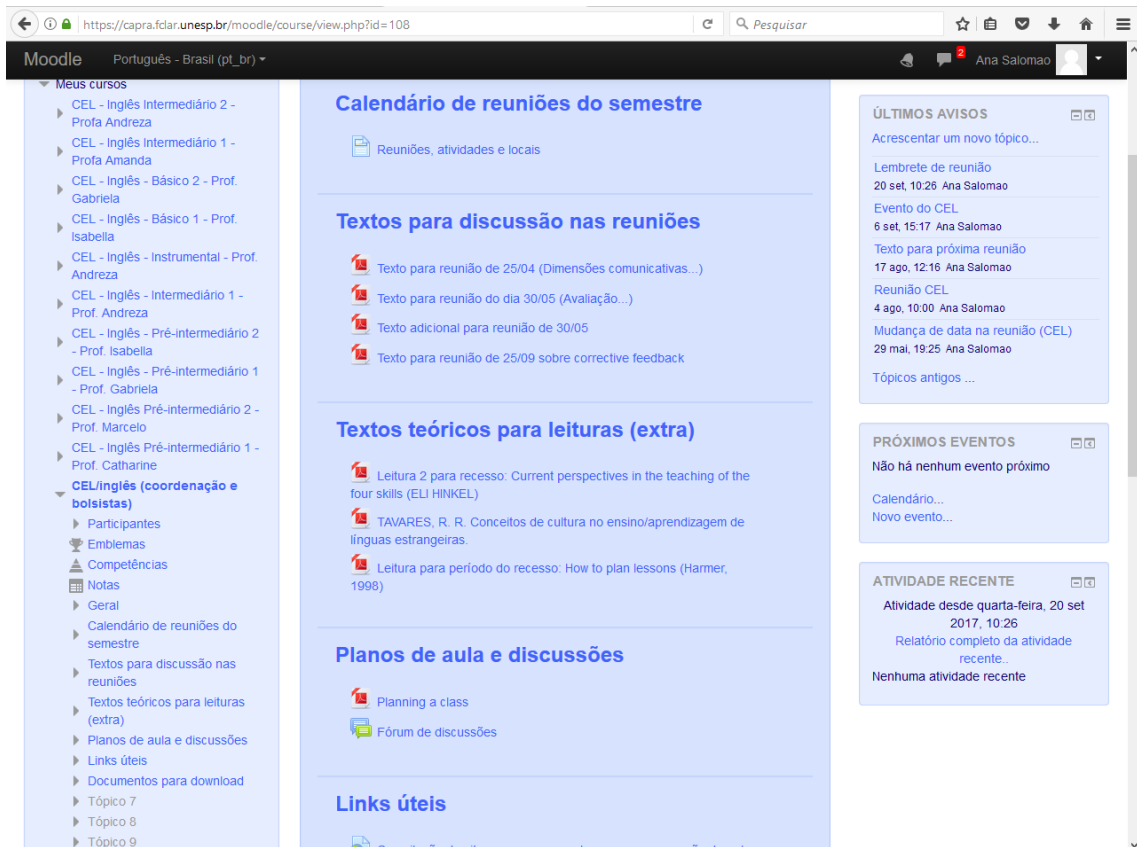 https://capra.fclar.unesp.br/moodle/course/view.php?id=108
Pesquisar
Moodle
Português - Brasil (pt_br)
2
Ana Salomao
Meus cursos
CEL - Inglês Intermediário 2 -
Profa Andreza
CEL - Inglês Intermediário 1 -
Profa Amanda
CEL - Inglês - Básico 2 - Prof.
Gabriela
CEL - Inglês - Básico 1 - Prof.
Isabella
CEL - Inglês - Instrumental - Prof.
Andreza
CEL - Inglês - Intermediário 1 -
Prof. Andreza
CEL - Inglês - Pré-intermediário 2
- Prof. Isabella
CEL - Inglês - Pré-intermediário 1
- Prof. Gabriela
CEL - Inglês Pré-intermediário 2 -
Prof. Marcelo
CEL - Inglês Pré-intermediário 1 -
Prof. Catharine
CEL/inglês (coordenação e
bolsistas)
Participantes
Emblemas
Competências
Notas
Geral
Calendário de reuniões do
semestre
Textos para discussão nas
reuniões
Textos teóricos para leituras
(extra)
Planos de aula e discussões
Links úteis
Documentos para download
Tópico 7
Tópico 8
Tópico 9
Calendário de reuniões do semestre
Reuniões, atividades e locais
Textos para discussão nas reuniões
Texto para reunião de 25/04 (Dimensões comunicativas...)
Texto para reunião do dia 30/05 (Avaliação...)
Texto adicional para reunião de 30/05
Texto para reunião de 25/09 sobre corrective feedback
Textos teóricos para leituras (extra)
Leitura 2 para recesso: Current perspectives in the teaching of the
four skills (ELI HINKEL)
TAVARES, R. R. Conceitos de cultura no ensino/aprendizagem de
línguas estrangeiras.
Leitura para período do recesso: How to plan lessons (Harmer,
1998)
Planos de aula e discussões
Planning a class
Fórum de discussões
Links úteis
ÚLTIMOS AVISOS
Acrescentar um novo tópico...
Lembrete de reunião
20 set, 10:26 Ana Salomao
Evento do CEL
6 set, 15:17 Ana Salomao
Texto para próxima reunião
17 ago, 12:16 Ana Salomao
Reunião CEL
4 ago, 10:00 Ana Salomao
Mudança de data na reunião (CEL)
29 mai, 19:25 Ana Salomao
Tópicos antigos ...
PRÓXIMOS EVENTOS
Não há nenhum evento próximo
Calendário...
Novo evento...
ATIVIDADE RECENTE
Atividade desde quarta-feira, 20 set
2017, 10:26
Relatório completo da atividade
recente..
Nenhuma atividade recente